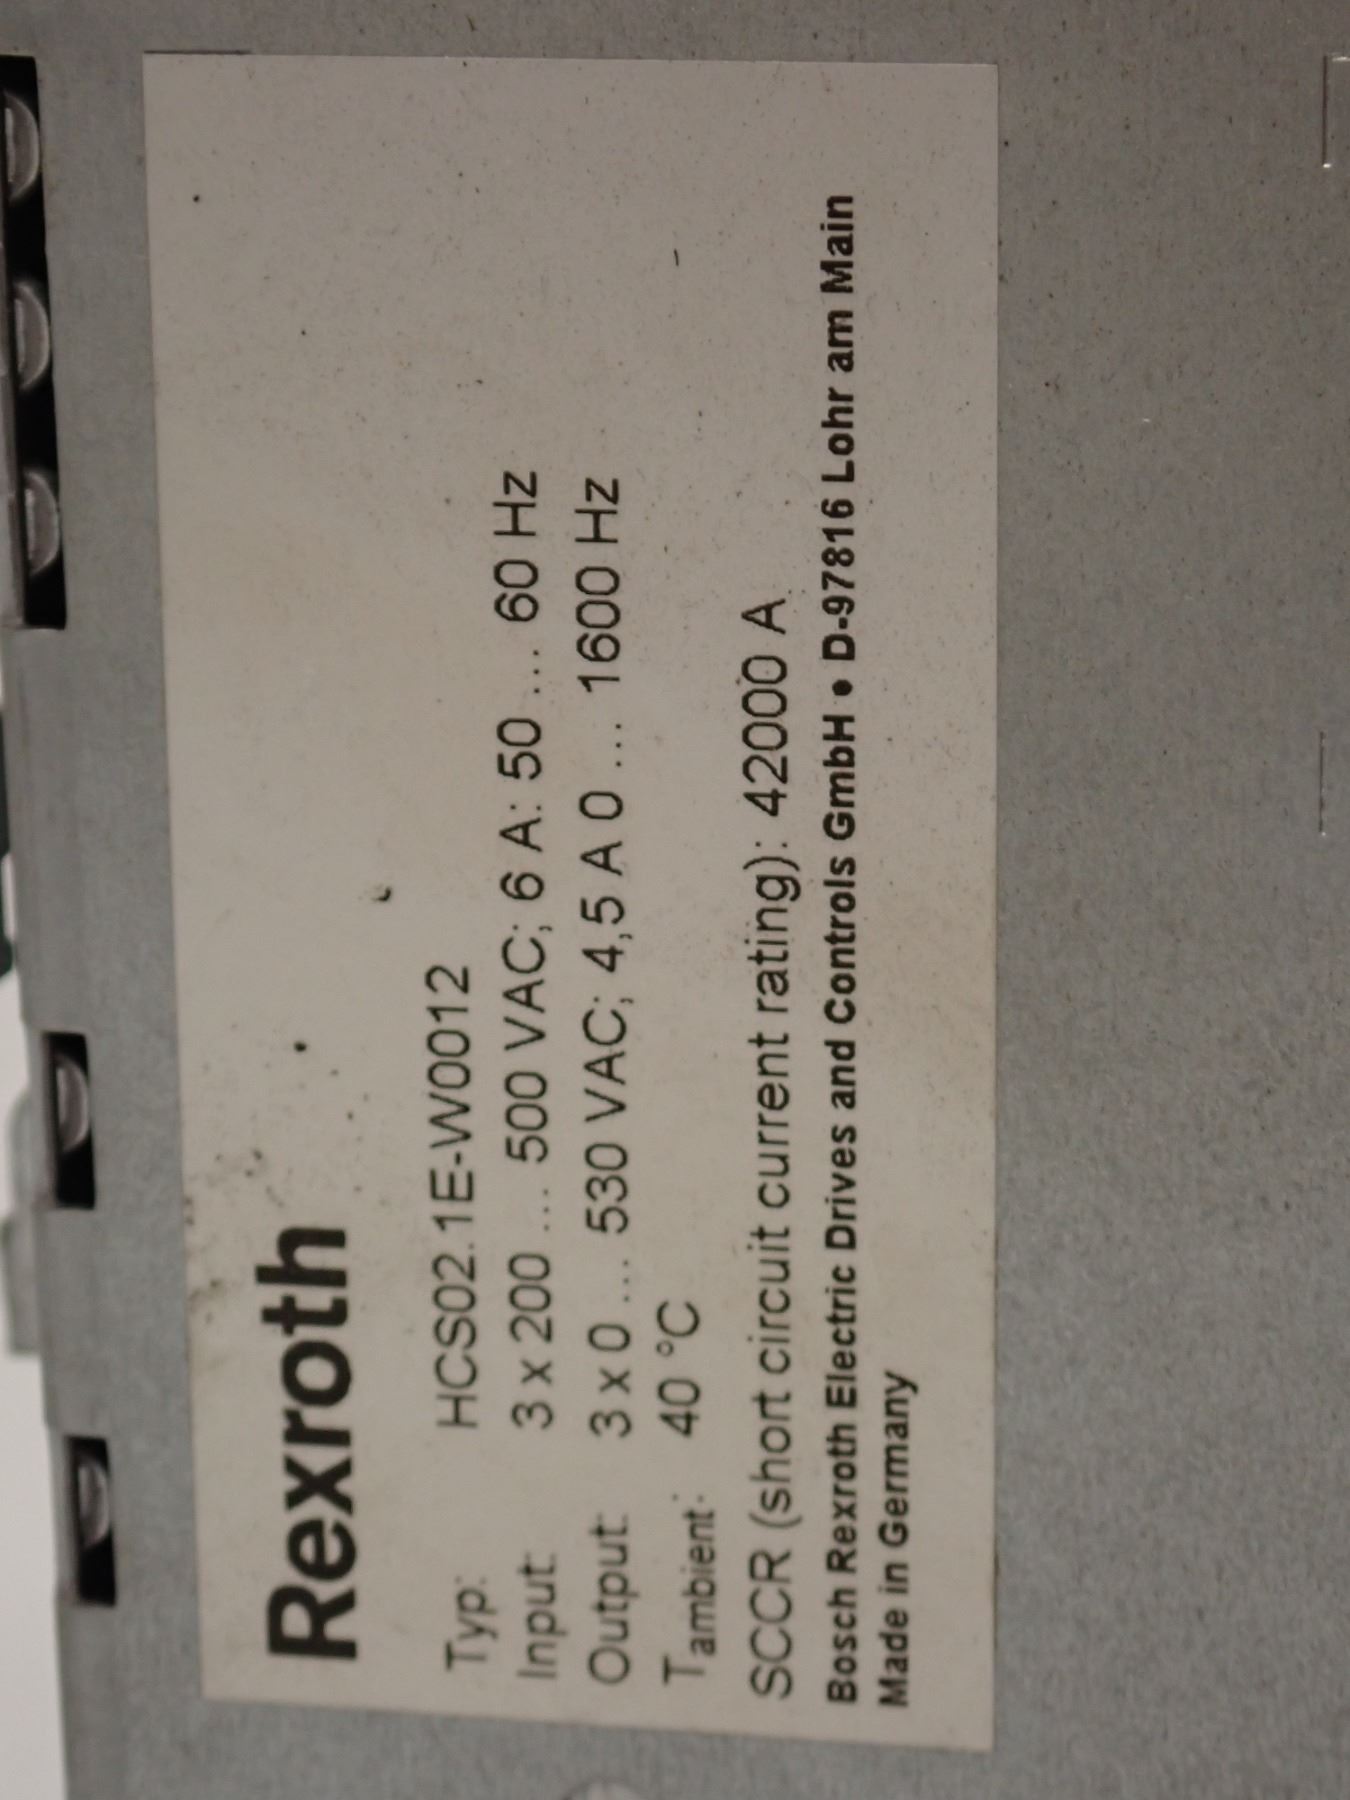 Rexroth
Typ: HCS02.1E-W0012
Input: 3 x 200 ... 500 VAC; 6 A: 50 ... 60 Hz
Output: 3 x 0 ... 530 VAC; 4,5 A 0 ... 1600 Hz
Tambient: 40 °C
SCCR (short circuit current rating): 42000 A
Bosch Rexroth Electric Drives and Controls GmbH • D-97816 Lohr am Main
Made in Germany